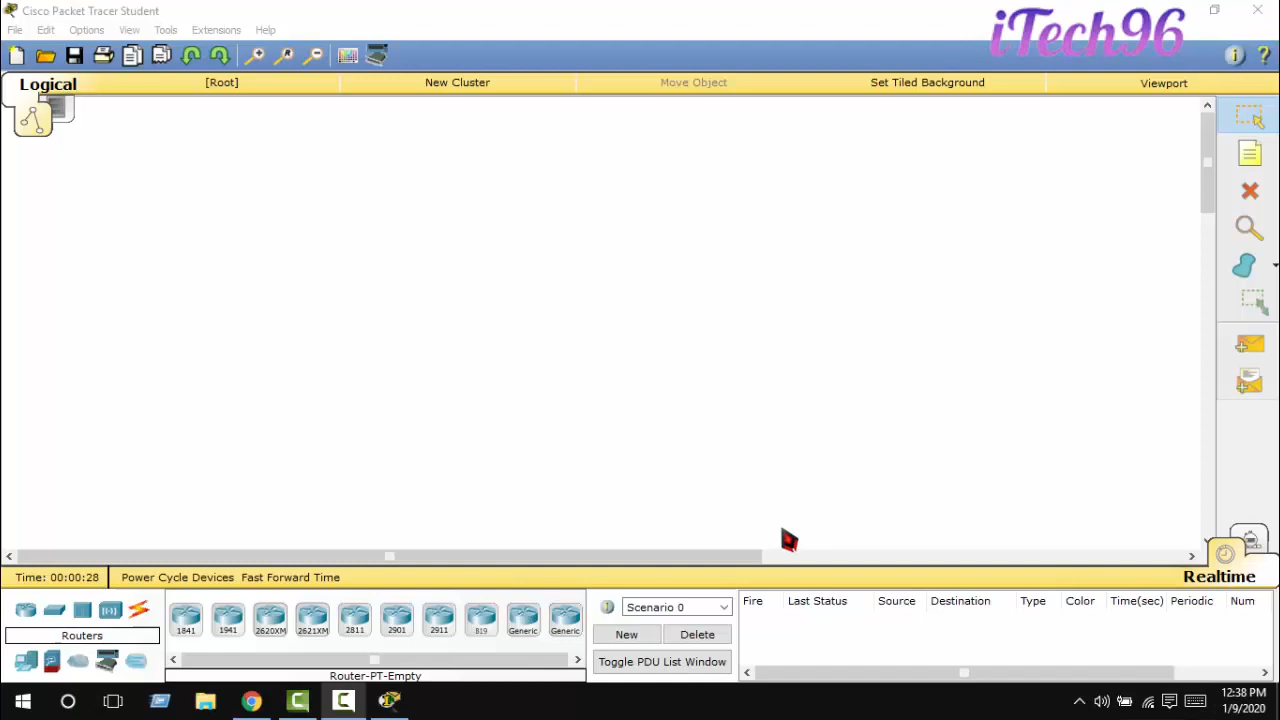 Cisco Packet Tracer Student
iTech96
File Edit Options View Tools Extensions Help
Logical [Root] New Cluster Move Object Set Tiled Background Viewport
Time: 00:00:28 Power Cycle Devices Fast Forward Time Realtime
Routers
1841 1941 2620XM 2621XM 2811 2901 2911 819 Generic Generic
Router-PT-Empty
Scenario 0
New Delete
Toggle PDU List Window
Fire Last Status Source Destination Type Color Time(sec) Periodic Num
12:38 PM
1/9/2020